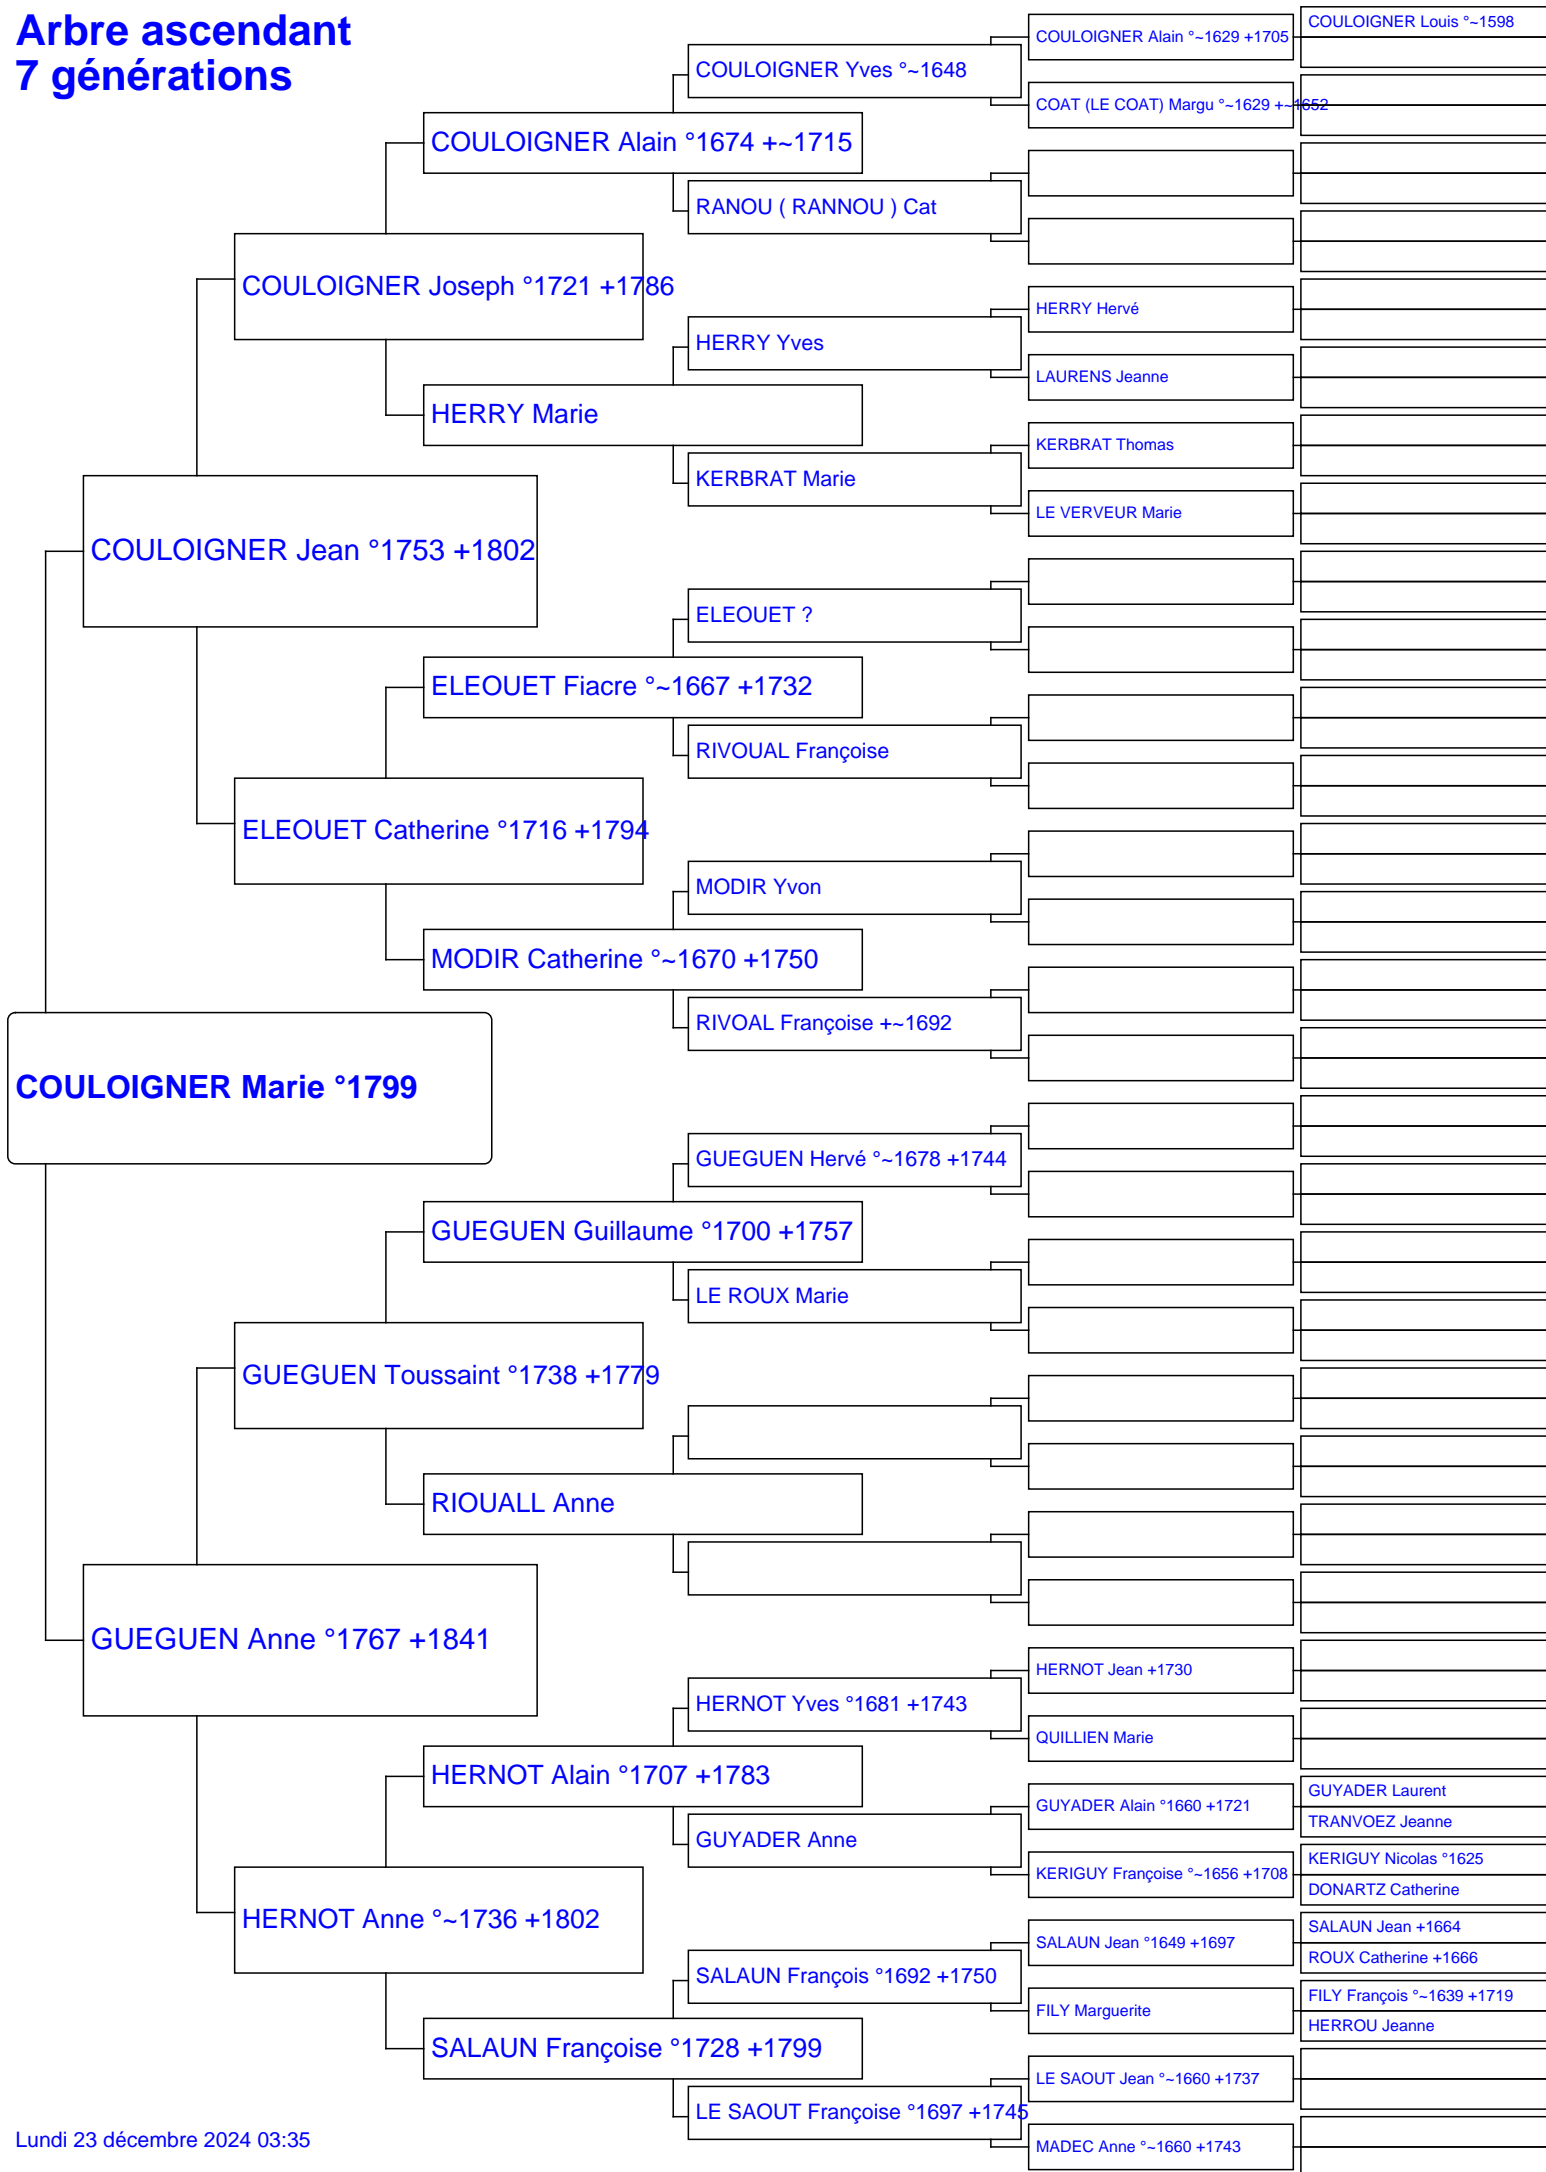 Arbre ascendant
7 générations
COULOIGNER Louis °~1598
COULOIGNER Alain °~1629 +1705
COULOIGNER Yves °~1648
COAT (LE COAT) Margu °~1629 +~1652
COULOIGNER Alain °1674 +~1715
RANOU ( RANNOU ) Cat
COULOIGNER Joseph °1721 +1786
HERRY Hervé
HERRY Yves
LAURENS Jeanne
HERRY Marie
KERBRAT Thomas
KERBRAT Marie
LE VERVEUR Marie
COULOIGNER Jean °1753 +1802
ELEOUET ?
ELEOUET Fiacre °~1667 +1732
RIVOUAL Françoise
ELEOUET Catherine °1716 +1794
MODIR Yvon
MODIR Catherine °~1670 +1750
RIVOAL Françoise +~1692
COULOIGNER Marie °1799
GUEGUEN Hervé °~1678 +1744
GUEGUEN Guillaume °1700 +1757
LE ROUX Marie
GUEGUEN Toussaint °1738 +1779
RIOUALL Anne
GUEGUEN Anne °1767 +1841
HERNOT Jean +1730
HERNOT Yves °1681 +1743
QUILLIEN Marie
HERNOT Alain °1707 +1783
GUYADER Laurent
GUYADER Alain °1660 +1721
TRANVOEZ Jeanne
GUYADER Anne
KERIGUY Nicolas °1625
KERIGUY Françoise °~1656 +1708
DONARTZ Catherine
HERNOT Anne °~1736 +1802
SALAUN Jean +1664
SALAUN Jean °1649 +1697
ROUX Catherine +1666
SALAUN François °1692 +1750
FILY François °~1639 +1719
FILY Marguerite
HERROU Jeanne
SALAUN Françoise °1728 +1799
LE SAOUT Jean °~1660 +1737
LE SAOUT Françoise °1697 +1745
MADEC Anne °~1660 +1743
Lundi 23 décembre 2024 03:35